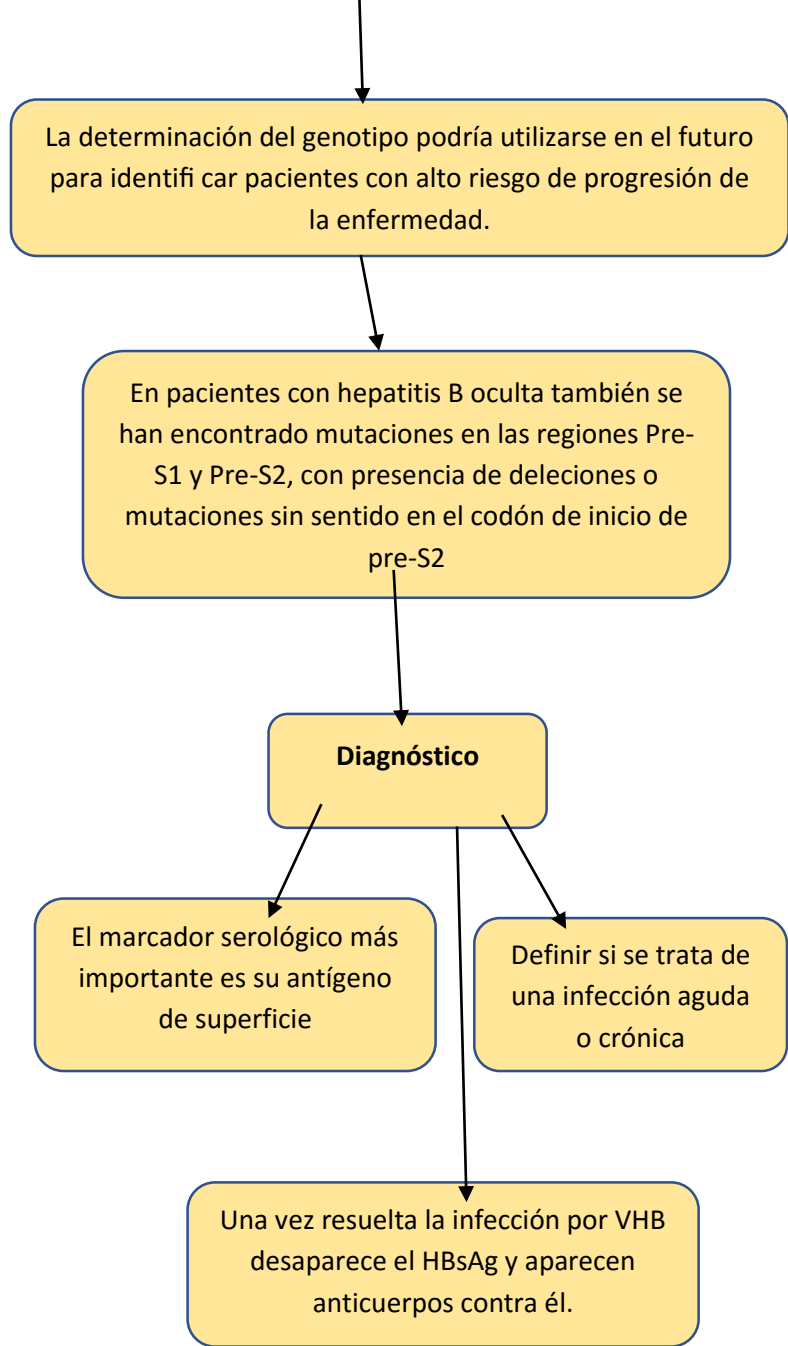 La determinación del genotipo podría utilizarse en el futuro
para identifi car pacientes con alto riesgo de progresión de
la enfermedad.
En pacientes con hepatitis B oculta también se
han encontrado mutaciones en las regiones Pre-
S1 y Pre-S2, con presencia de deleciones o
mutaciones sin sentido en el codón de inicio de
pre-S2
Diagnóstico
El marcador serológico más
importante es su antígeno
de superficie
Definir si se trata de
una infección aguda
o crónica
Una vez resuelta la infección por VHB
desaparece el HBsAg y aparecen
anticuerpos contra él.